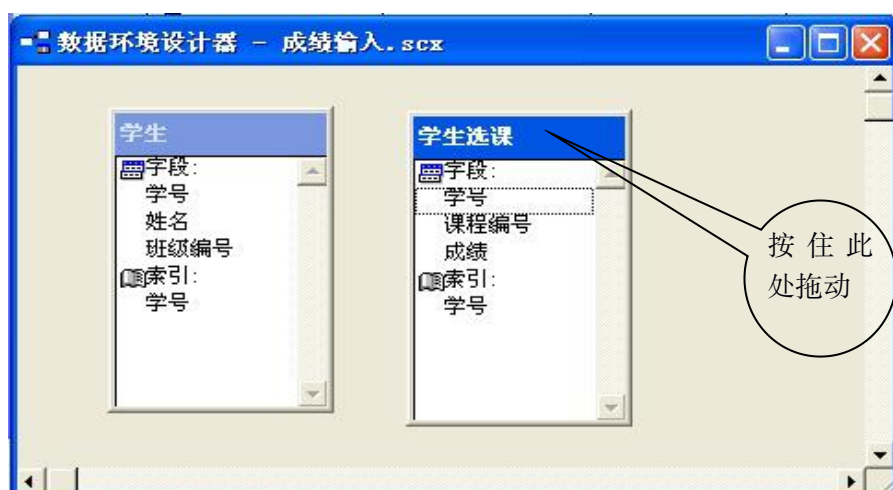 数据环境设计器 - 成绩输入.scx
学生
字段:
学号
姓名
班级编号
索引:
学号
学生选课
字段:
学号
课程编号
成绩
索引:
学号
按住此
处拖动